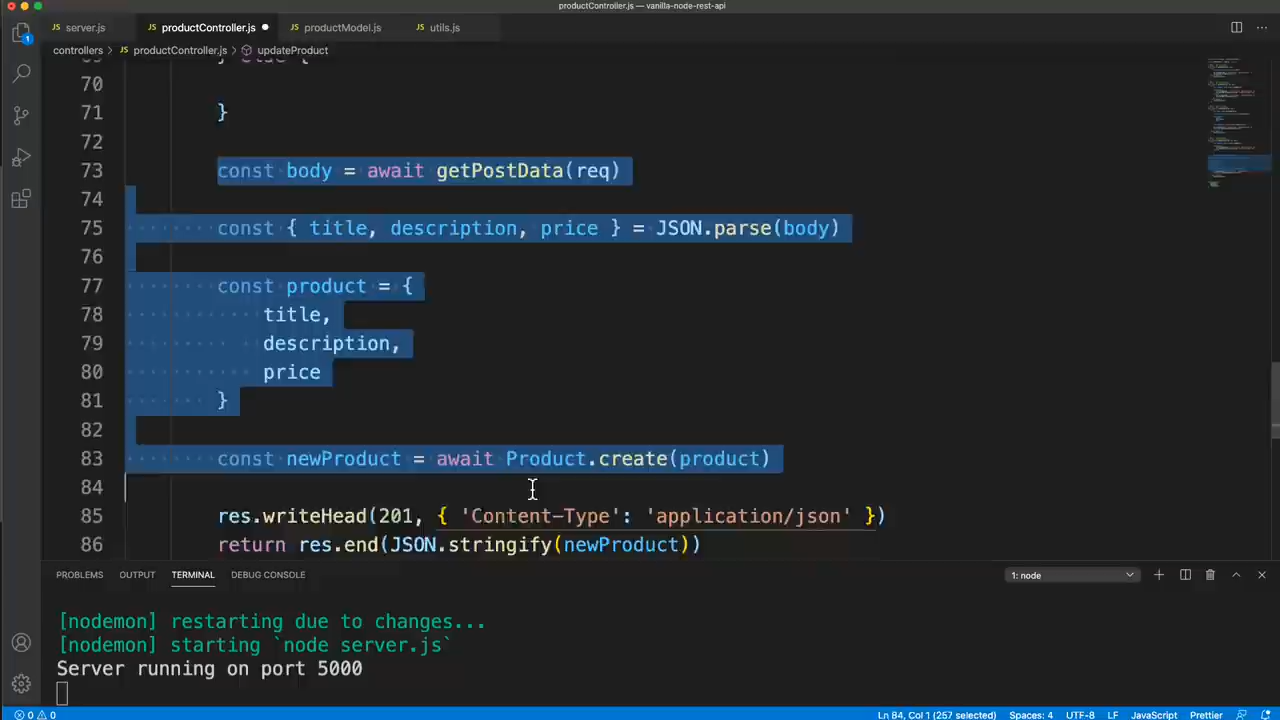 productController.js — vanilla-node-rest-api
JS server.js JS productController.js JS productModel.js JS utils.js
controllers > JS productController.js > updateProduct
69 } else {
70
71 }
72
73 const body = await getPostData(req)
74
75 const { title, description, price } = JSON.parse(body)
76
77 const product = {
78 title,
79 description,
80 price
81 }
82
83 const newProduct = await Product.create(product)
84
85 res.writeHead(201, { 'Content-Type': 'application/json' })
86 return res.end(JSON.stringify(newProduct))
PROBLEMS OUTPUT TERMINAL DEBUG CONSOLE 1: node
[nodemon] restarting due to changes...
[nodemon] starting `node server.js`
Server running on port 5000
0 0 Ln 84, Col 1 (257 selected) Spaces: 4 UTF-8 LF JavaScript Prettier